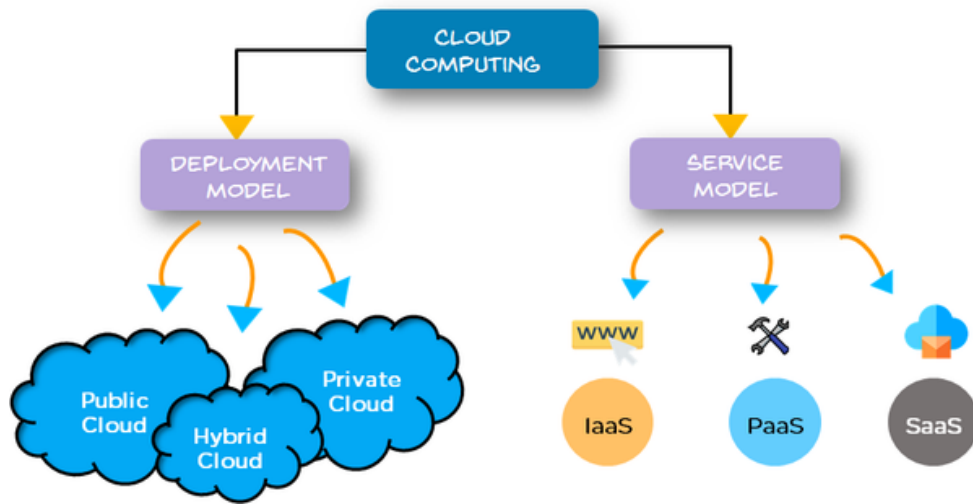 CLOUD
COMPUTING
DEPLOYMENT
MODEL
SERVICE
MODEL
Public
Cloud
Hybrid
Cloud
Private
Cloud
WWW
IaaS
PaaS
SaaS